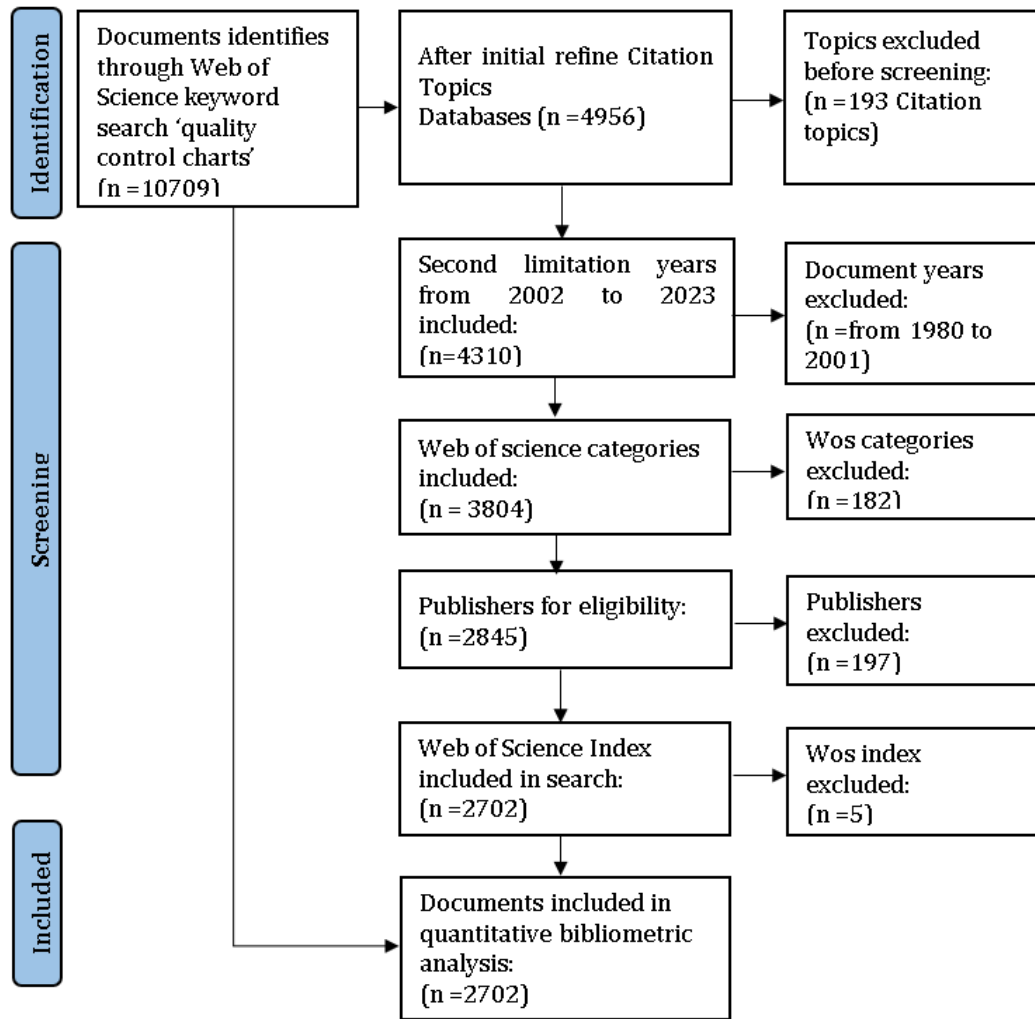 Identification
Documents identifies
through Web of
Science keyword
search ‘quality
control charts’
(n =10709)
After initial refine Citation
Topics
Databases (n =4956)
Topics excluded
before screening:
(n =193 Citation
topics)
Screening
Second limitation years
from 2002 to 2023
included:
(n=4310)
Document years
excluded:
(n =from 1980 to
2001)
Web of science categories
included:
(n = 3804)
Wos categories
excluded:
(n =182)
Publishers for eligibility:
(n =2845)
Publishers
excluded:
(n =197)
Web of Science Index
included in search:
(n =2702)
Wos index
excluded:
(n =5)
Included
Documents included in
quantitative bibliometric
analysis:
(n =2702)